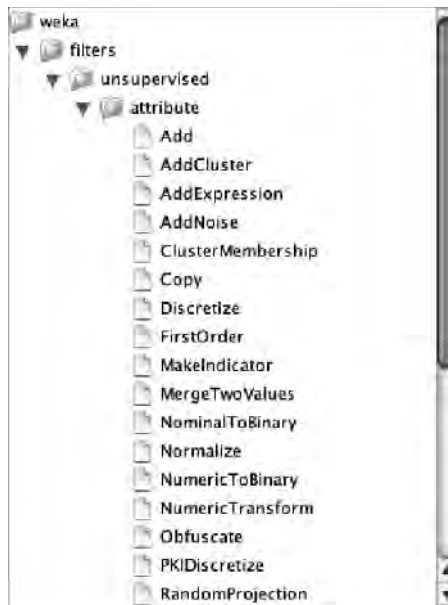 weka
filters
unsupervised
attribute
Add
AddCluster
AddExpression
AddNoise
ClusterMembership
Copy
Discretize
FirstOrder
MakeIndicator
MergeTwoValues
NominalToBinary
Normalize
NumericToBinary
NumericTransform
Obfuscate
PKIDiscretize
RandomProjection